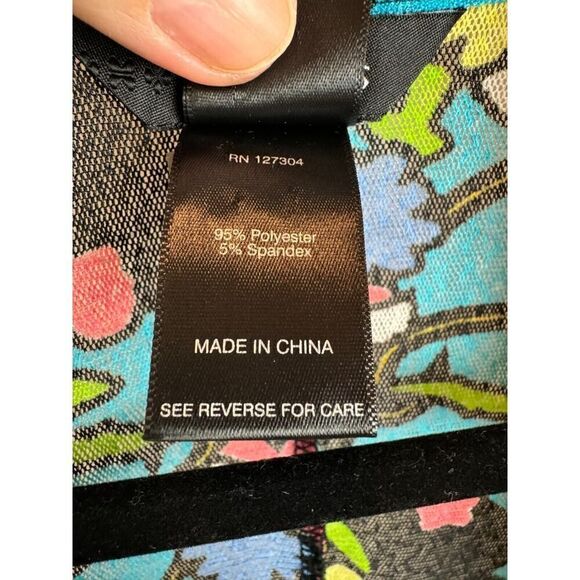 RN 127304
95% Polyester
5% Spandex
MADE IN CHINA
SEE REVERSE FOR CARE